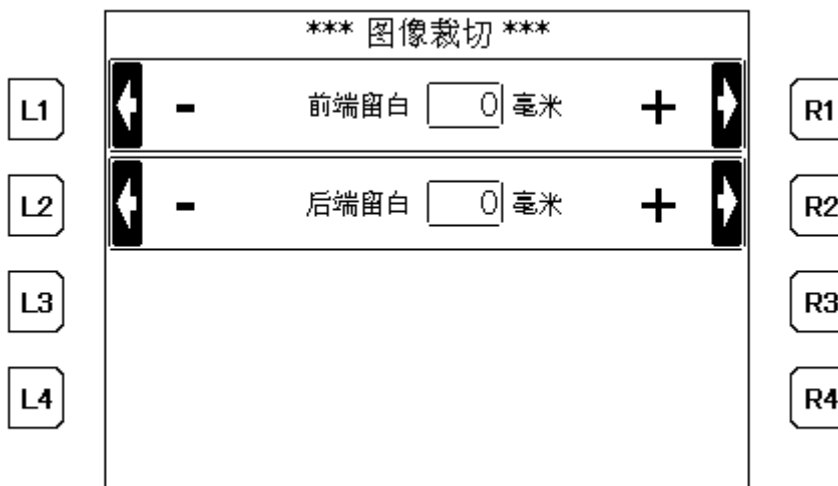 *** 图像裁切 ***
L1 - 前端留白 0 毫米 + R1
L2 - 后端留白 0 毫米 + R2
L3 R3
L4 R4